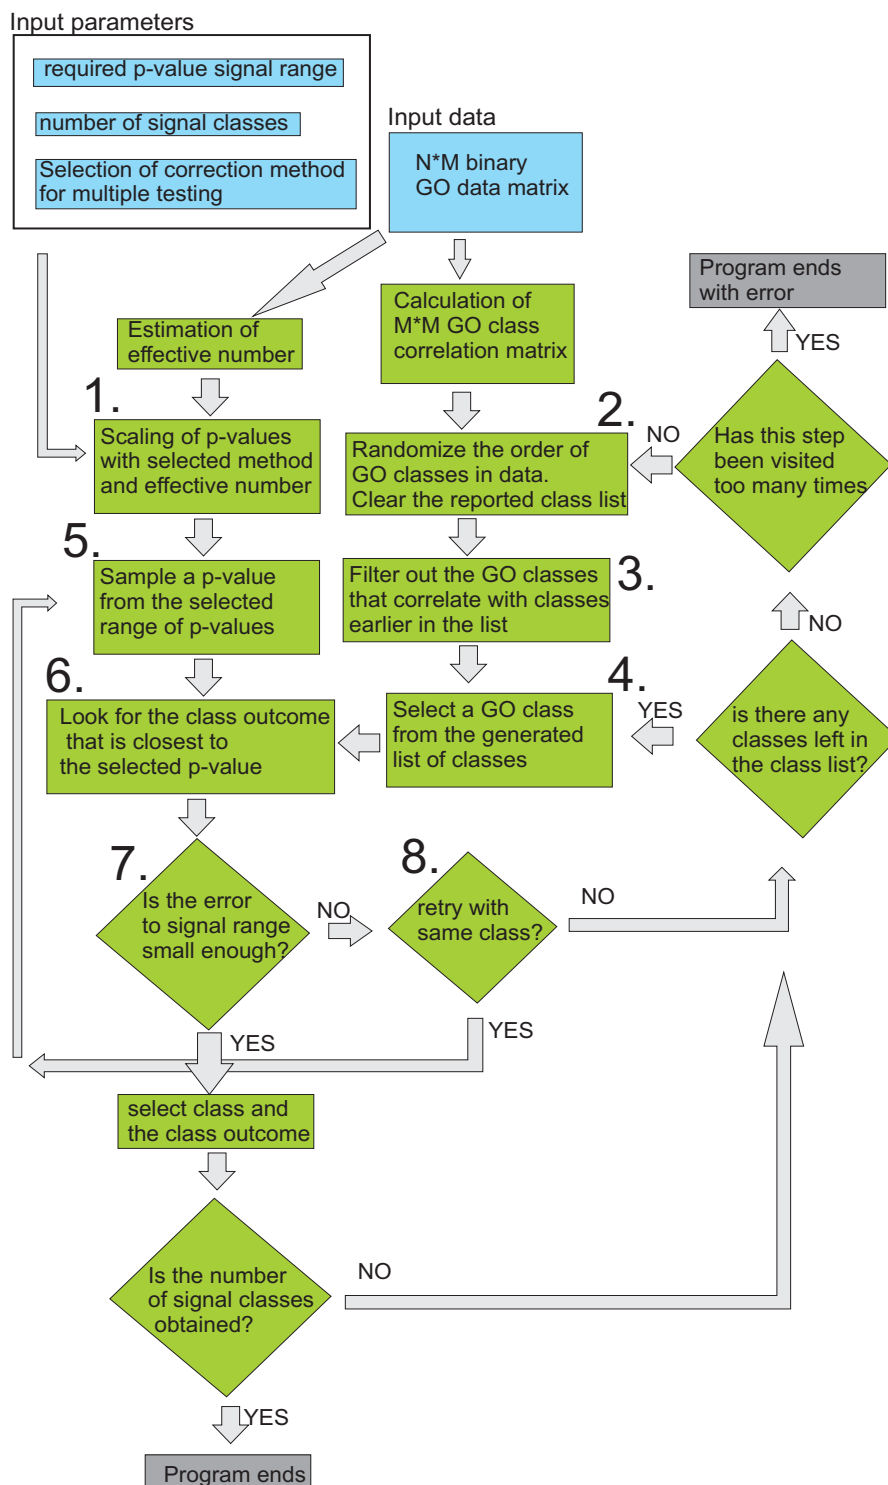 Input parameters
required p-value signal range
number of signal classes
Selection of correction method
for multiple testing
Input data
N*M binary
GO data matrix
Program ends
with error
YES
Estimation of
effective number
Calculation of
M*M GO class
correlation matrix
1.
Scaling of p-values
with selected method
and effective number
2.
Randomize the order of
GO classes in data.
Clear the reported class list
NO
Has this step
been visited
too many times
5.
Sample a p-value
from the selected
range of p-values
Filter out the GO classes
that correlate with classes
earlier in the list
3.
NO
6.
Look for the class outcome
that is closest to
the selected p-value
Select a GO class
from the generated
list of classes
4.
YES
is there any
classes left in
the class list?
7.
Is the error
to signal range
small enough?
NO
8.
retry with
same class?
NO
YES
YES
select class and
the class outcome
Is the number
of signal classes
obtained?
NO
YES
Program ends